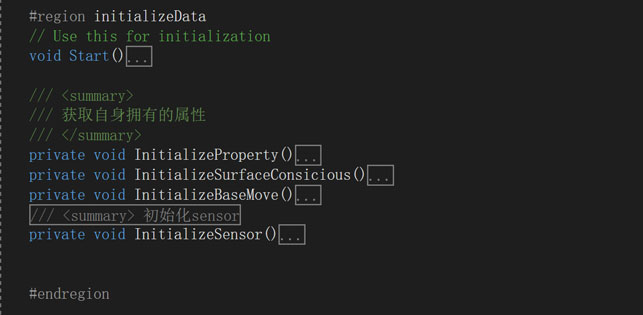 #region initializeData
// Use this for initialization
void Start()...
/// <summary>
/// 获取自身拥有的属性
/// </summary>
private void InitializeProperty()...
private void InitializeSurfaceConsicious()...
private void InitializeBaseMove()...
/// <summary> 初始化sensor
private void InitializeSensor()...
#endregion